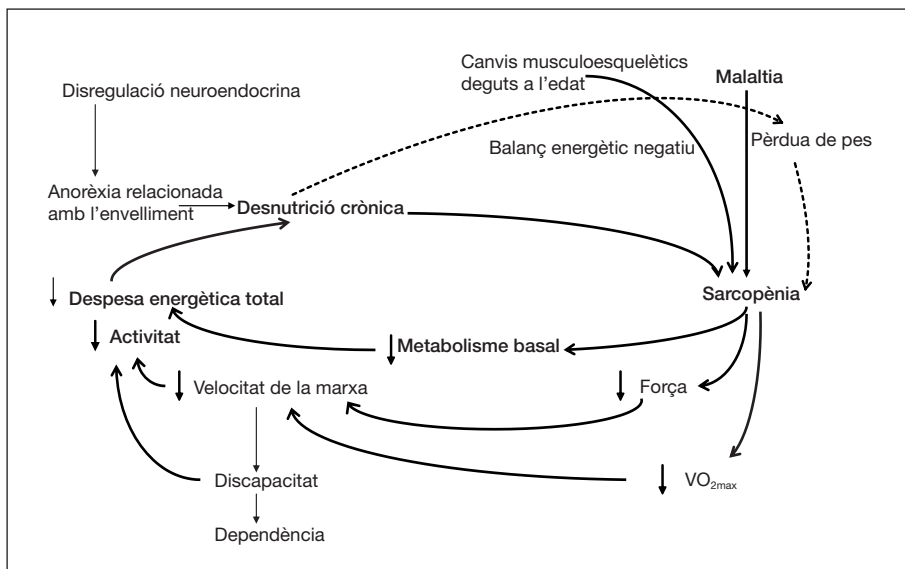 Canvis musculoesquelètics
deguts a l'edat
Malaltia
Disregulació neuroendocrina
Balanç energètic negatiu
Pèrdua de pes
Anorèxia relacionada
amb l'envelliment
Desnutrició crònica
Despesa energètica total
Sarcopènia
Activitat
Metabolisme basal
Velocitat de la marxa
Força
Discapacitat
VO2max
Dependència